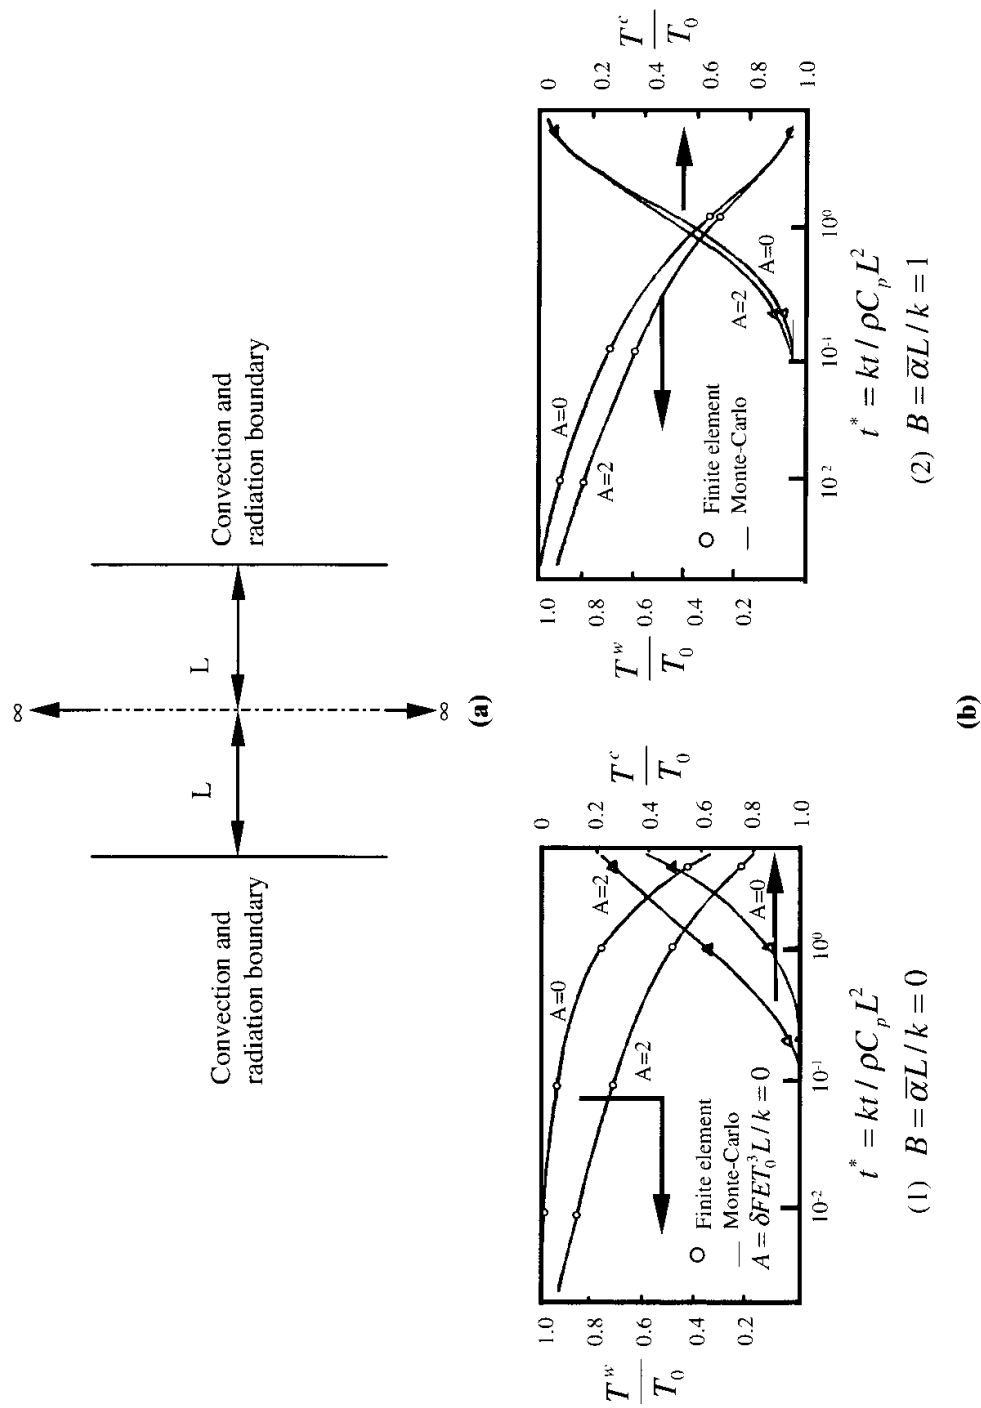 ∞
L
L
∞
Convection and
radiation boundary
Convection and
radiation boundary
(a)
T^w / T_0
1.0
0.8
0.6
0.4
0.2
T^c / T_0
0
0.2
0.4
0.6
0.8
1.0
A=0
A=2
A=2
A=0
Finite element
Monte-Carlo
A = δFET_0^3 L / k = 0
10^-2
10^-1
10^0
t* = kt / ρC_p L^2
(1) B = ᾱL / k = 0
T^w / T_0
1.0
0.8
0.6
0.4
0.2
T^c / T_0
0
0.2
0.4
0.6
0.8
1.0
A=0
A=2
A=2
A=0
Finite element
Monte-Carlo
10^-2
10^-1
10^0
t* = kt / ρC_p L^2
(2) B = ᾱL / k = 1
(b)